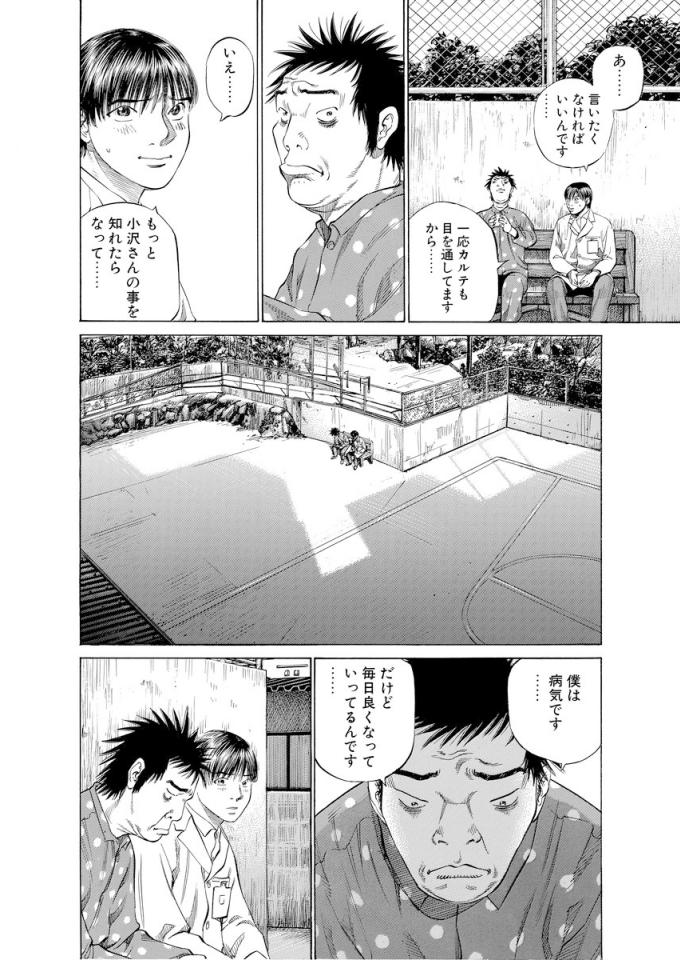 あ……
言いたく
なければ
いいんです
一応カルテも
目を通してます
から……
いえ……
もっと
小沢さんの事を
知れたら
なって……
僕は
病気です
……
だけど
毎日良くなって
いってるんです
……